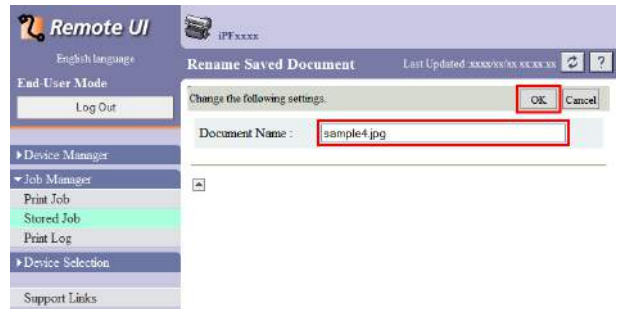 Remote UI
English language
End-User Mode
Log Out
Device Manager
Job Manager
Print Job
Stored Job
Print Log
Device Selection
Support Links
iPFxxxx
Rename Saved Document
Last Updated :xxxx/xx/xx xx:xx:xx
?
Change the following settings.
OK
Cancel
Document Name :
sample4.jpg